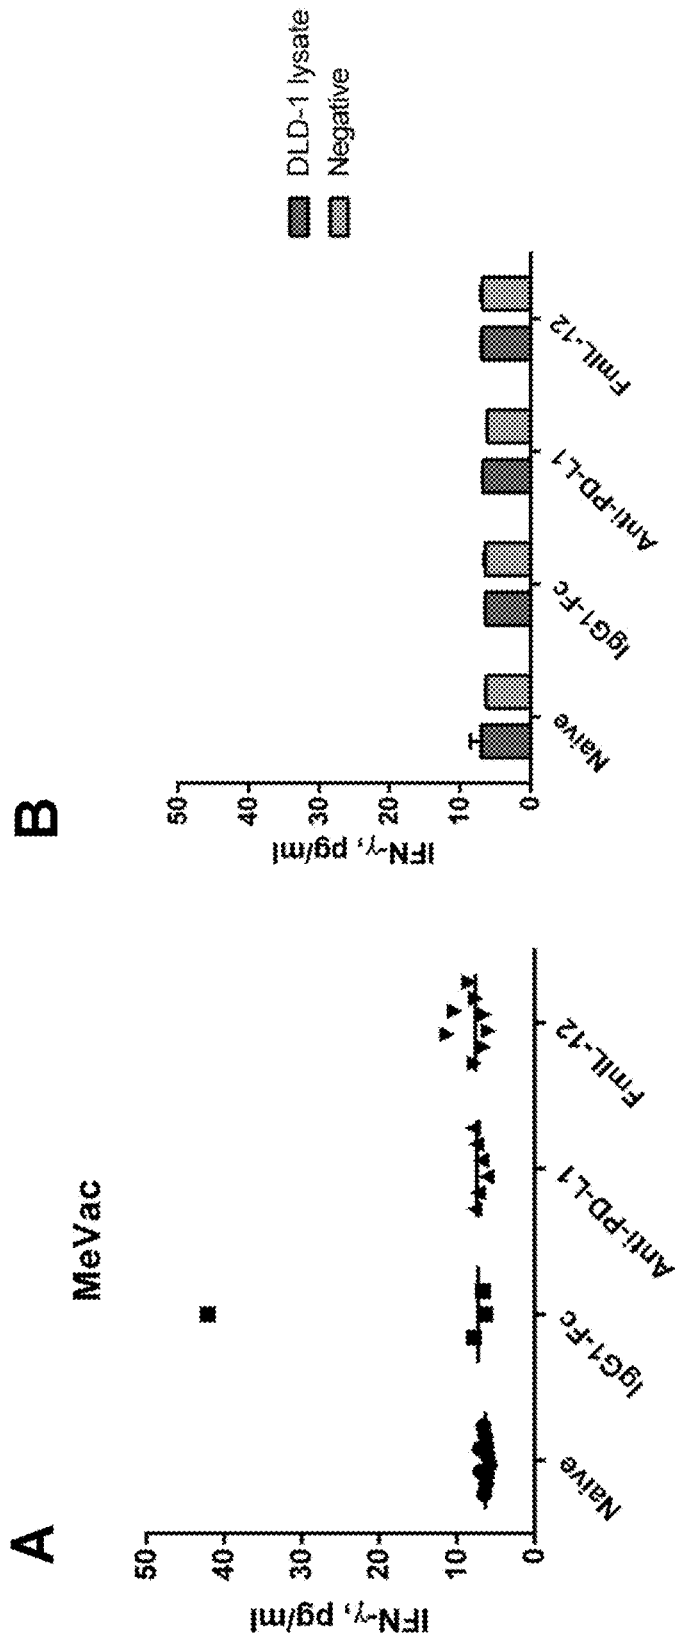 A
MeVac
IFN-γ, pg/ml
50
40
30
20
10
0
Naive
IgG1-Fc
Anti-PD-L1
FmIL-12
B
IFN-γ, pg/ml
50
40
30
20
10
0
Naive
IgG1-Fc
Anti-PD-L1
FmIL-12
DLD-1 lysate
Negative